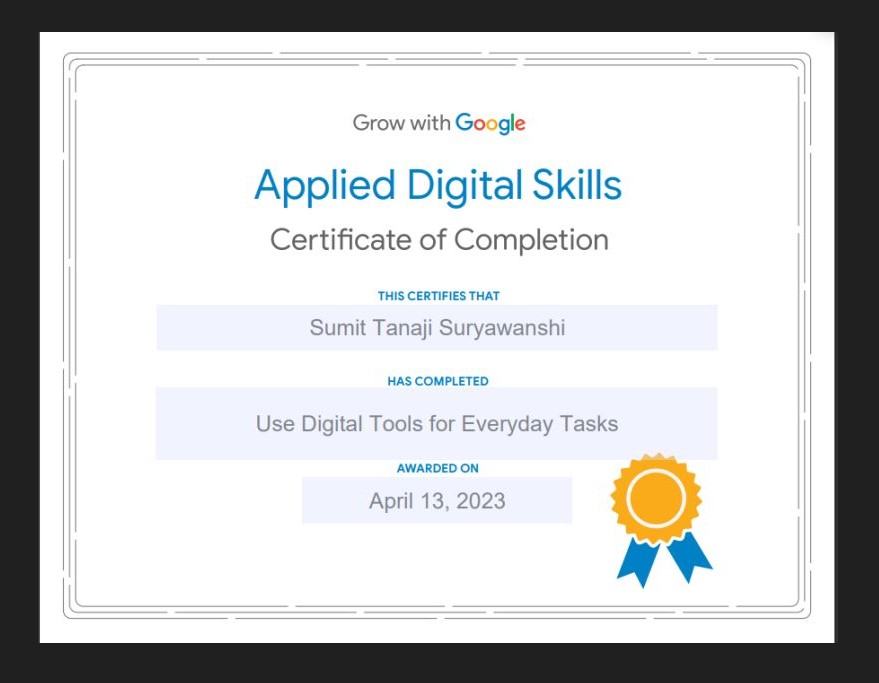 Grow with Google
Applied Digital Skills
Certificate of Completion
THIS CERTIFIES THAT
Sumit Tanaji Suryawanshi
HAS COMPLETED
Use Digital Tools for Everyday Tasks
AWARDED ON
April 13, 2023